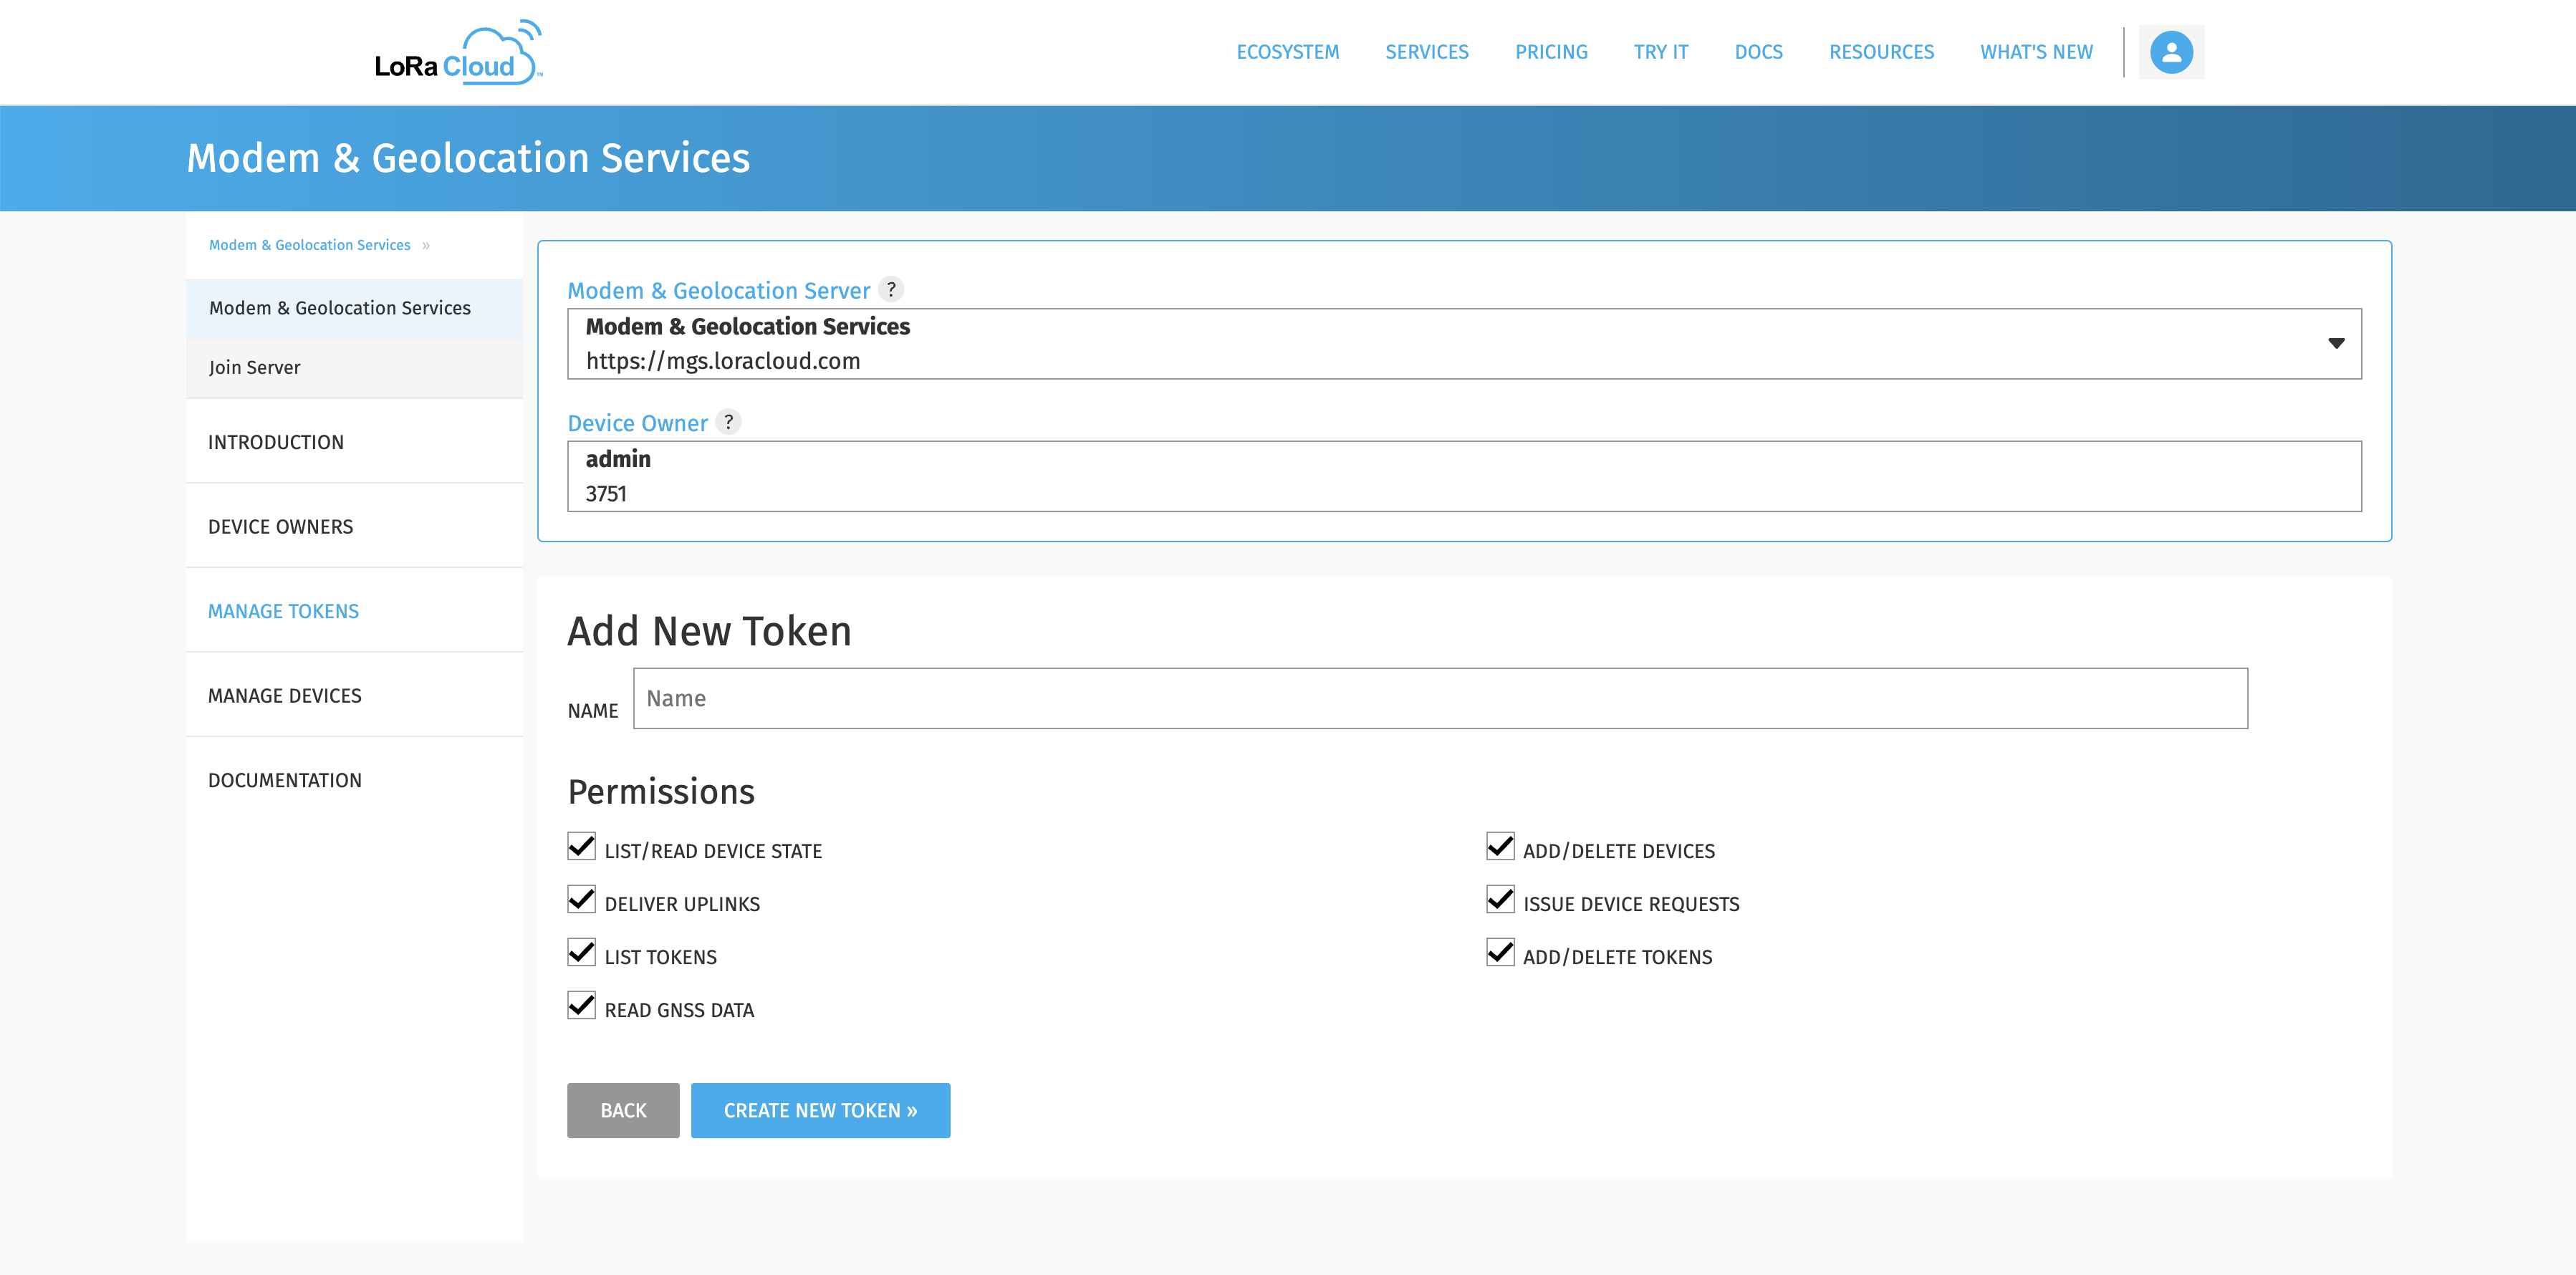 LoRa Cloud™
ECOSYSTEM SERVICES PRICING TRY IT DOCS RESOURCES WHAT'S NEW
Modem & Geolocation Services
Modem & Geolocation Services »
Modem & Geolocation Services
Join Server
INTRODUCTION
DEVICE OWNERS
MANAGE TOKENS
MANAGE DEVICES
DOCUMENTATION
Modem & Geolocation Server ?
Modem & Geolocation Services
https://mgs.loracloud.com
Device Owner ?
admin
3751
Add New Token
NAME Name
Permissions
LIST/READ DEVICE STATE ADD/DELETE DEVICES
DELIVER UPLINKS ISSUE DEVICE REQUESTS
LIST TOKENS ADD/DELETE TOKENS
READ GNSS DATA
BACK CREATE NEW TOKEN »